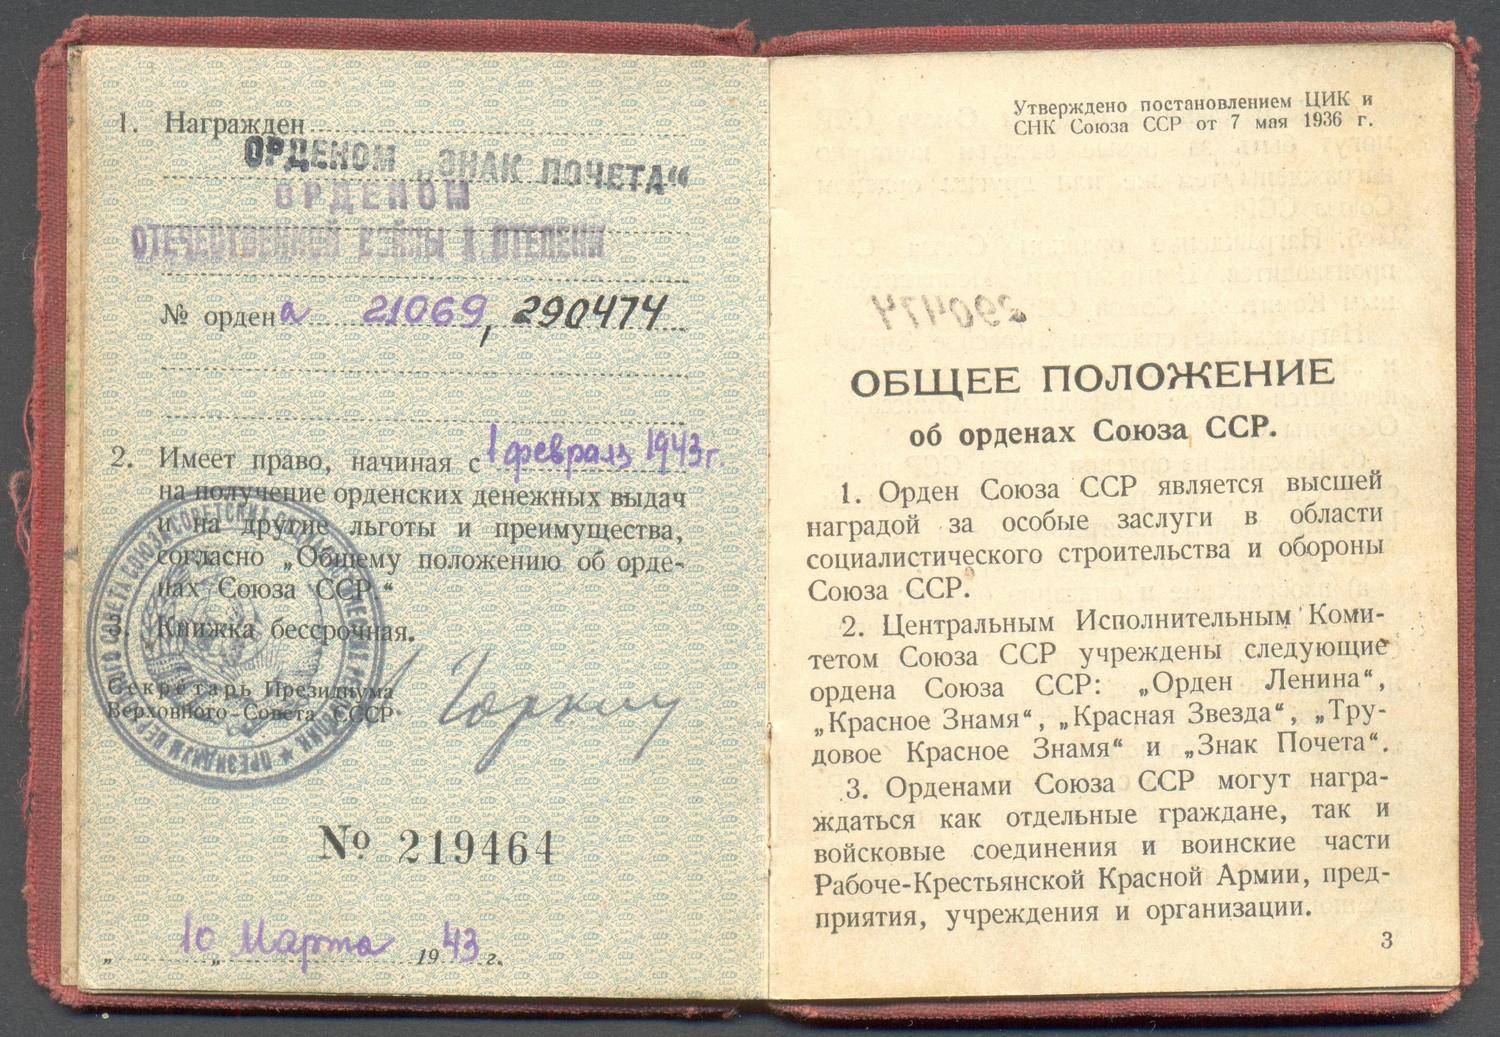 1. Награжден
ОРДЕНОМ „ЗНАК ПОЧЕТА“
ОРДЕНОМ
ОТЕЧЕСТВЕННОЙ ВОЙНЫ СТЕПЕНИ
№ ордена 21069, 290474
2. Имеет право, начиная с 1 февраля 1943 г.
на получение орденских денежных выдач
и на другие льготы и преимущества,
согласно „Общему положению об орде-
нах Союза ССР.“
3. Книжка бессрочная.
Секретарь Президиума
Верховного Совета СССР
Горкин
№ 219464
„10„ Марта 1943 г.
Утверждено постановлением ЦИК и
СНК Союза ССР от 7 мая 1936 г.
ОБЩЕЕ ПОЛОЖЕНИЕ
об орденах Союза ССР.
1. Орден Союза ССР является высшей
наградой за особые заслуги в области
социалистического строительства и обороны
Союза ССР.
2. Центральным Исполнительным Коми-
тетом Союза ССР учреждены следующие
ордена Союза ССР: „Орден Ленина“,
„Красное Знамя“, „Красная Звезда“, „Тру-
довое Красное Знамя“ и „Знак Почета“.
3. Орденами Союза ССР могут награ-
ждаться как отдельные граждане, так и
войсковые соединения и воинские части
Рабоче-Крестьянской Красной Армии, пред-
приятия, учреждения и организации.
3